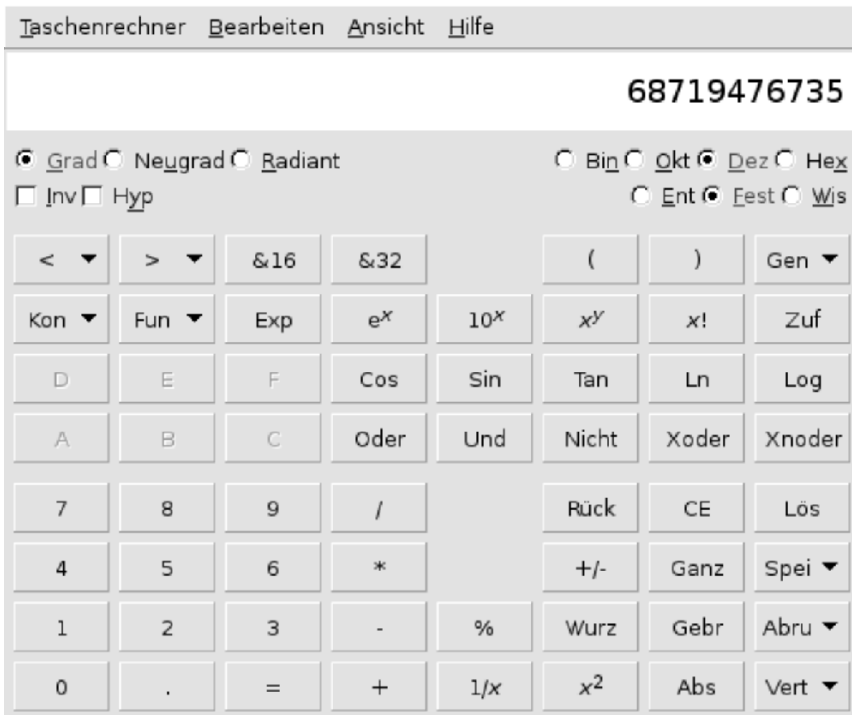 Taschenrechner Bearbeiten Ansicht Hilfe
68719476735
Grad Neugrad Radiant Bin Okt Dez Hex
Inv Hyp Ent Fest Wis
< > &16 &32 ( ) Gen
Kon Fun Exp eˣ 10ˣ xʸ x! Zuf
D E F Cos Sin Tan Ln Log
A B C Oder Und Nicht Xoder Xnoder
7 8 9 / Rück CE Lös
4 5 6 * +/- Ganz Spei
1 2 3 - % Wurz Gebr Abru
0 . = + 1/x x² Abs Vert